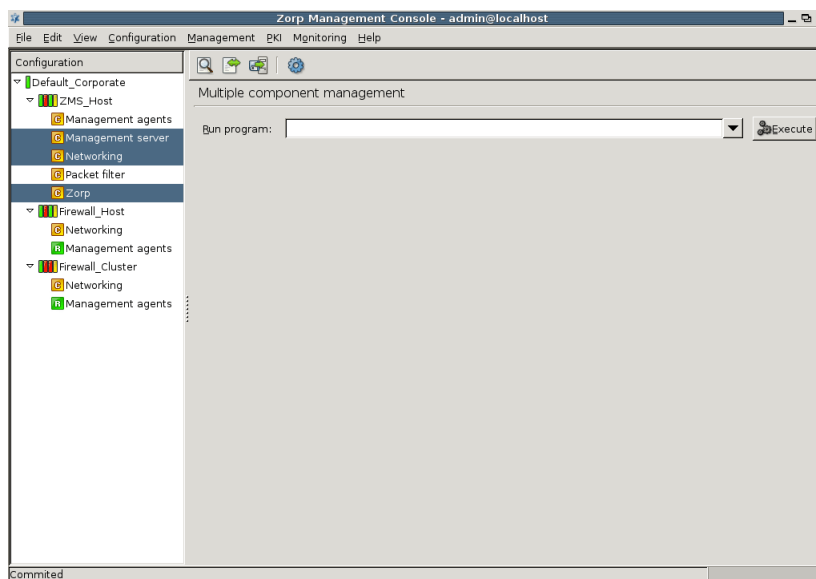 Zorp Management Console - admin@localhost
File Edit View Configuration Management PKI Monitoring Help
Configuration
Default_Corporate
ZMS_Host
Management agents
Management server
Networking
Packet filter
Zorp
Firewall_Host
Networking
Management agents
Firewall_Cluster
Networking
Management agents
Multiple component management
Run program:
Execute
Commited